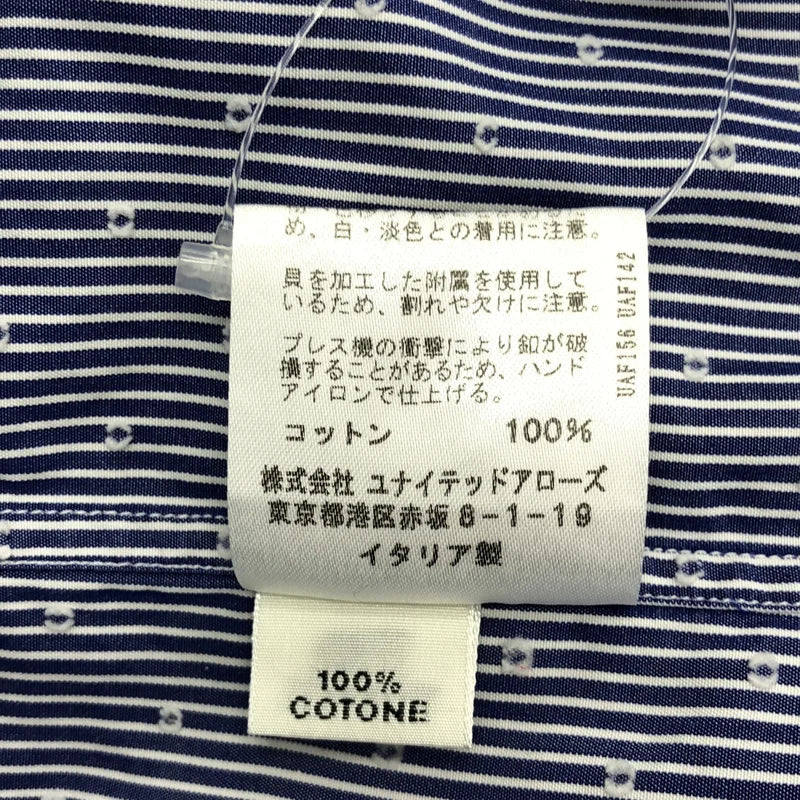 め、白・淡色との着用に注意。
貝を加工した附属を使用して
いるため、割れや欠けに注意。
プレス機の衝撃により釦が破
損することがあるため、ハンド
アイロンで仕上げる。
コットン 100%
株式会社 ユナイテッドアローズ
東京都港区赤坂8-1-19
イタリア製
UAF156 UAF142
100%
COTONE